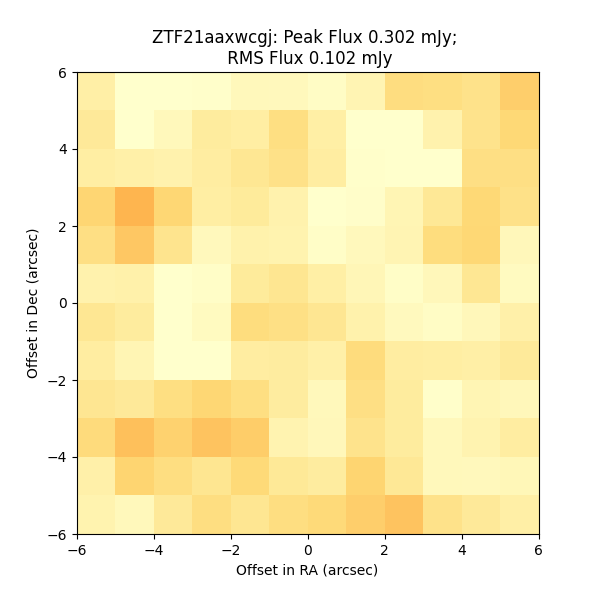 ZTF21aaxwcgj: Peak Flux 0.302 mJy;
RMS Flux 0.102 mJy
6
4
2
0
−2
−4
−6
Offset in Dec (arcsec)
−6 −4 −2 0 2 4 6
Offset in RA (arcsec)